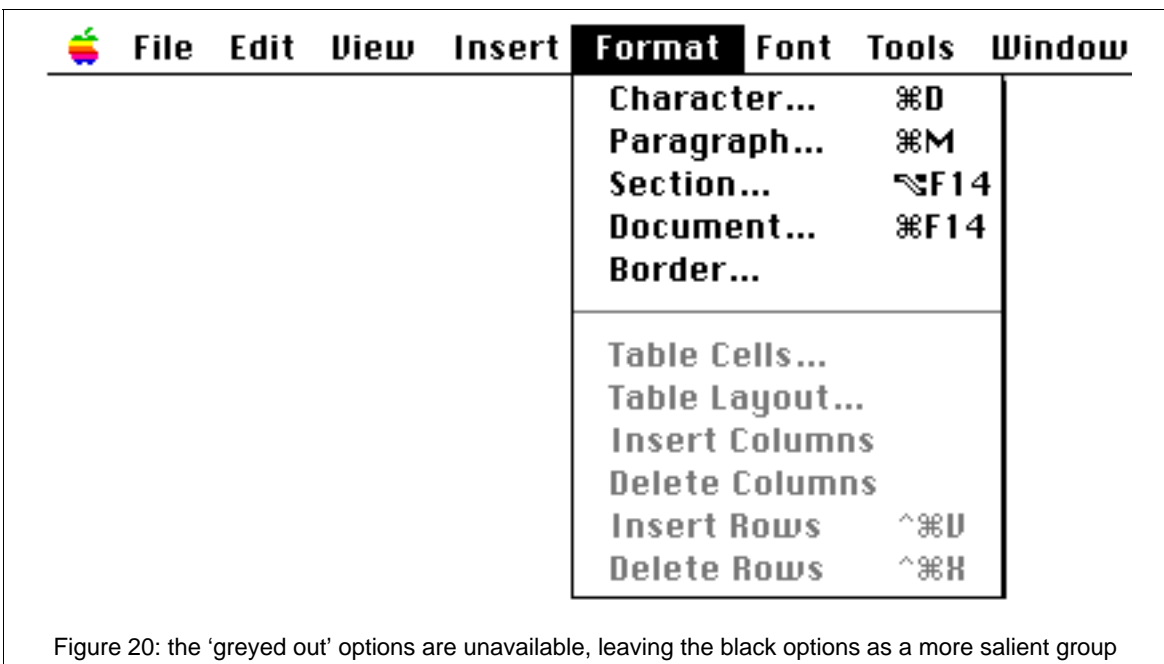 File Edit View Insert Format Font Tools Window
Character... ⌘D
Paragraph... ⌘M
Section... ⌥F14
Document... ⌘F14
Border...
Table Cells...
Table Layout...
Insert Columns
Delete Columns
Insert Rows ^⌘V
Delete Rows ^⌘X
Figure 20: the ‘greyed out’ options are unavailable, leaving the black options as a more salient group